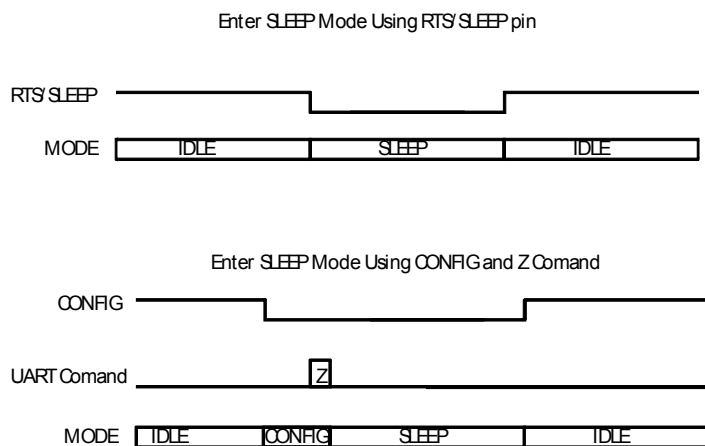 Enter SLEEP Mode Using RTS/SLEEP pin
RTS/SLEEP
MODE IDLE SLEEP IDLE
Enter SLEEP Mode Using CONFIG and Z Comand
CONFIG
UART Comand Z
MODE IDLE CONFIG SLEEP IDLE